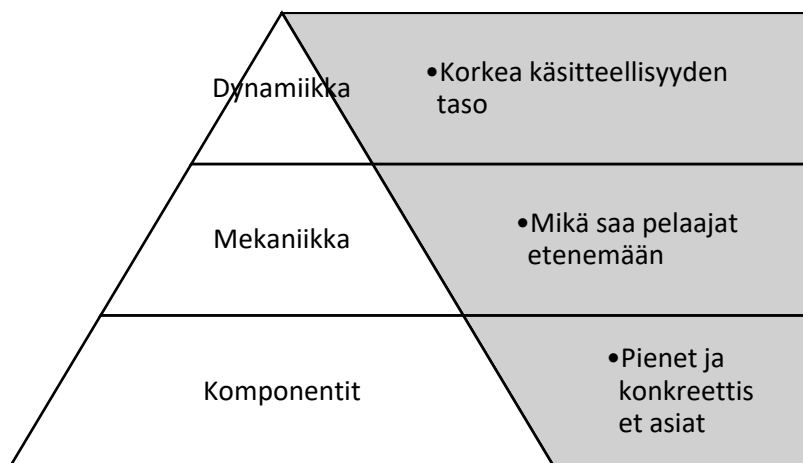 Dynamiikka
•Korkea käsitteellisyyden
taso
Mekaniikka
•Mikä saa pelaajat
etenemään
Komponentit
•Pienet ja
konkreettis
et asiat